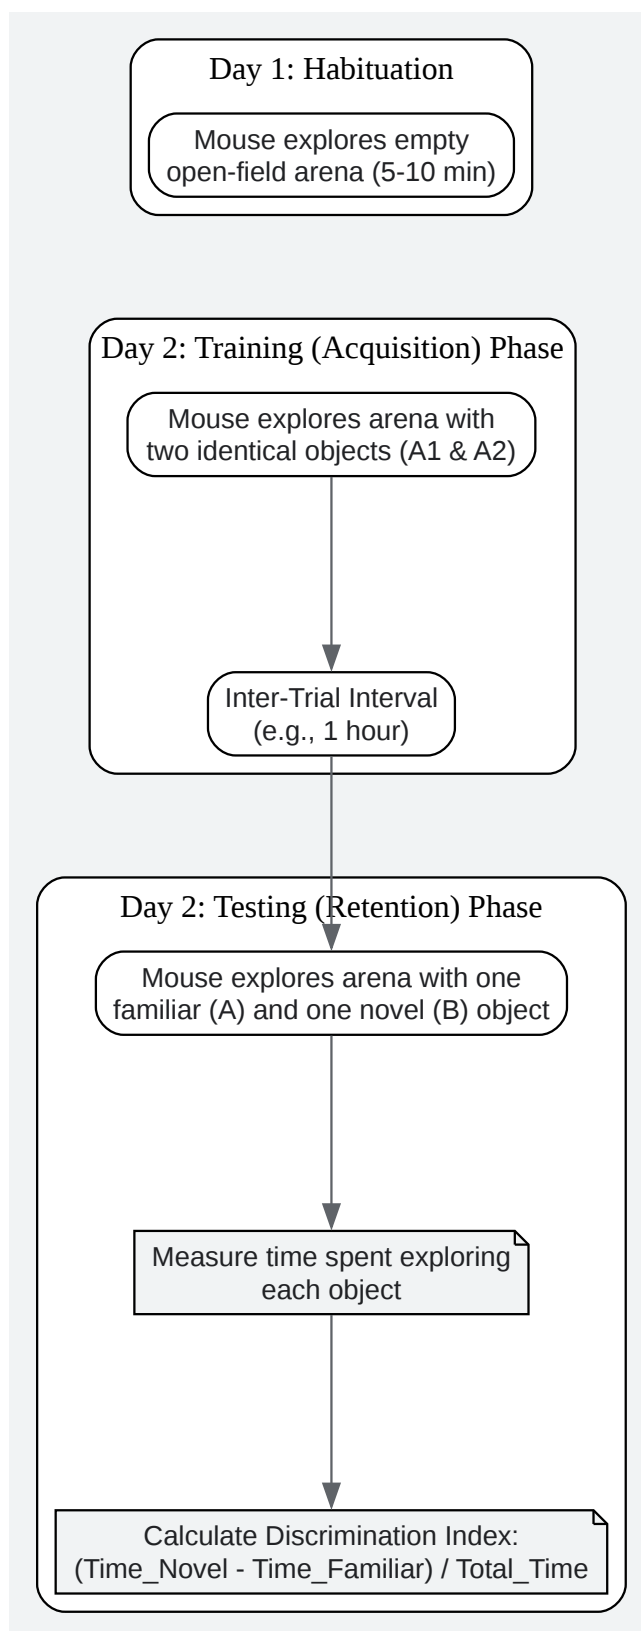 Day 1: Habituation
Mouse explores empty
open-field arena (5-10 min)
Day 2: Training (Acquisition) Phase
Mouse explores arena with
two identical objects (A1 & A2)
Inter-Trial Interval
(e.g., 1 hour)
Day 2: Testing (Retention) Phase
Mouse explores arena with one
familiar (A) and one novel (B) object
Measure time spent exploring
each object
Calculate Discrimination Index:
(Time_Novel - Time_Familiar) / Total_Time